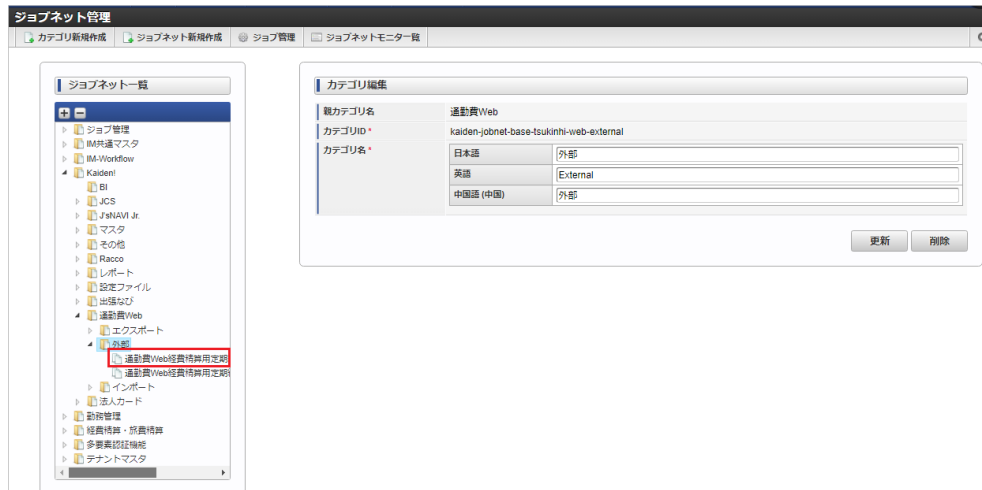 ジョブネット管理
カテゴリ新規作成 ジョブネット新規作成 ジョブ管理 ジョブネットモニター覧
ジョブネット一覧
ジョブ管理
IM共通マスタ
IM-Workflow
Kaiden!
BI
JCS
J'sNAVI Jr.
マスタ
その他
Racco
レポート
設定ファイル
出張なび
通勤費Web
エクスポート
外部
通勤費Web経費精算用定期
通勤費Web経費精算用定期
インポート
法人カード
勤務管理
経費精算・旅費精算
多要素認証機能
テナントマスタ
カテゴリ編集
親カテゴリ名 通勤費Web
カテゴリID * kaiden-jobnet-base-tsukinhi-web-external
カテゴリ名 * 日本語 外部
英語 External
中国語 (中国) 外部
更新 削除